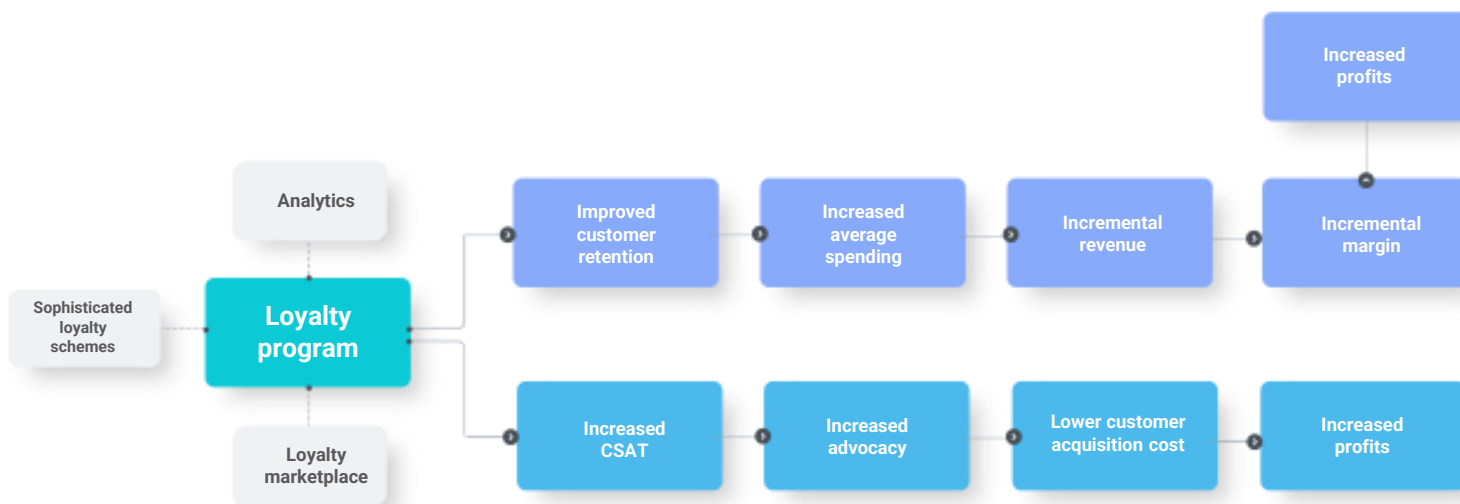 Increased
profits
Analytics
Improved
customer
retention
Increased
average
spending
Incremental
revenue
Incremental
margin
Sophisticated
loyalty
schemes
Loyalty
program
Loyalty
marketplace
Increased
CSAT
Increased
advocacy
Lower customer
acquisition cost
Increased
profits